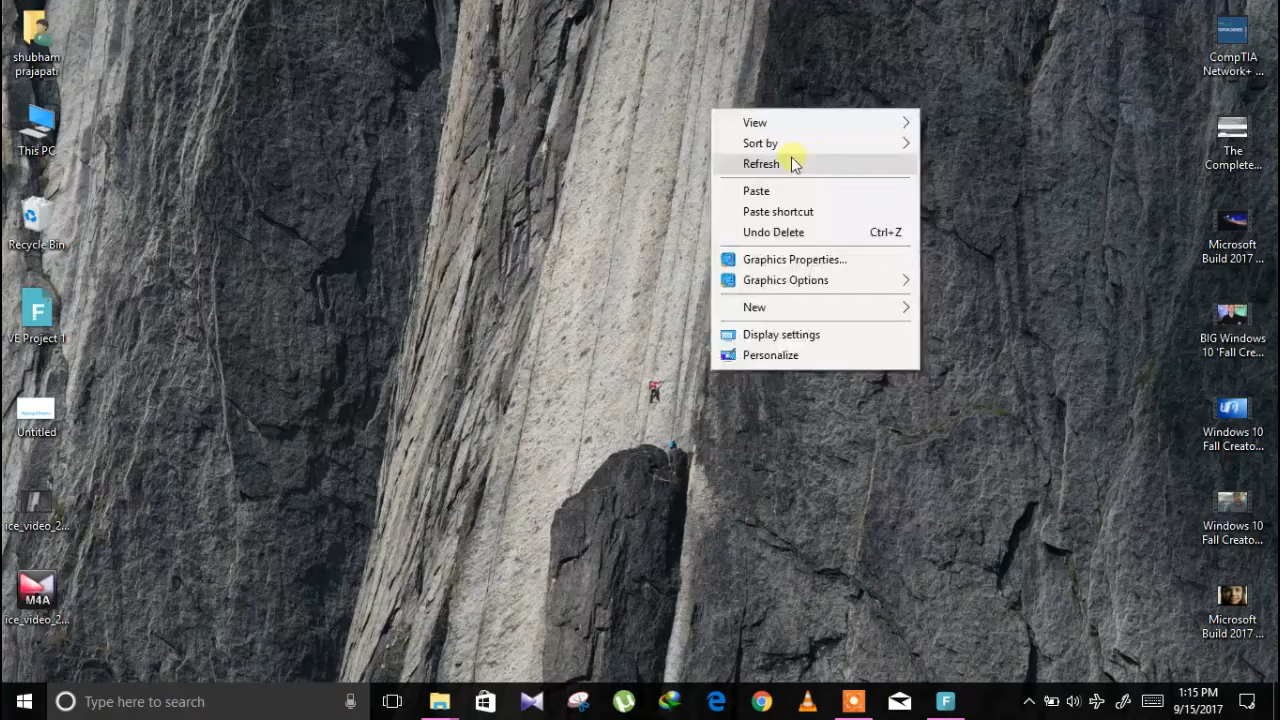 shubham
prajapati
This PC
Recycle Bin
VE Project 1
Untitled
ice_video_2...
M4A
ice_video_2...
View
Sort by
Refresh
Paste
Paste shortcut
Undo Delete Ctrl+Z
Graphics Properties...
Graphics Options
New
Display settings
Personalize
CompTIA
Network+ ...
The
Complete...
Microsoft
Build 2017 ...
BIG Windows
10 'Fall Cre...
Windows 10
Fall Creato...
Windows 10
Fall Creato...
Microsoft
Build 2017 ...
Type here to search
1:15 PM
9/15/2017